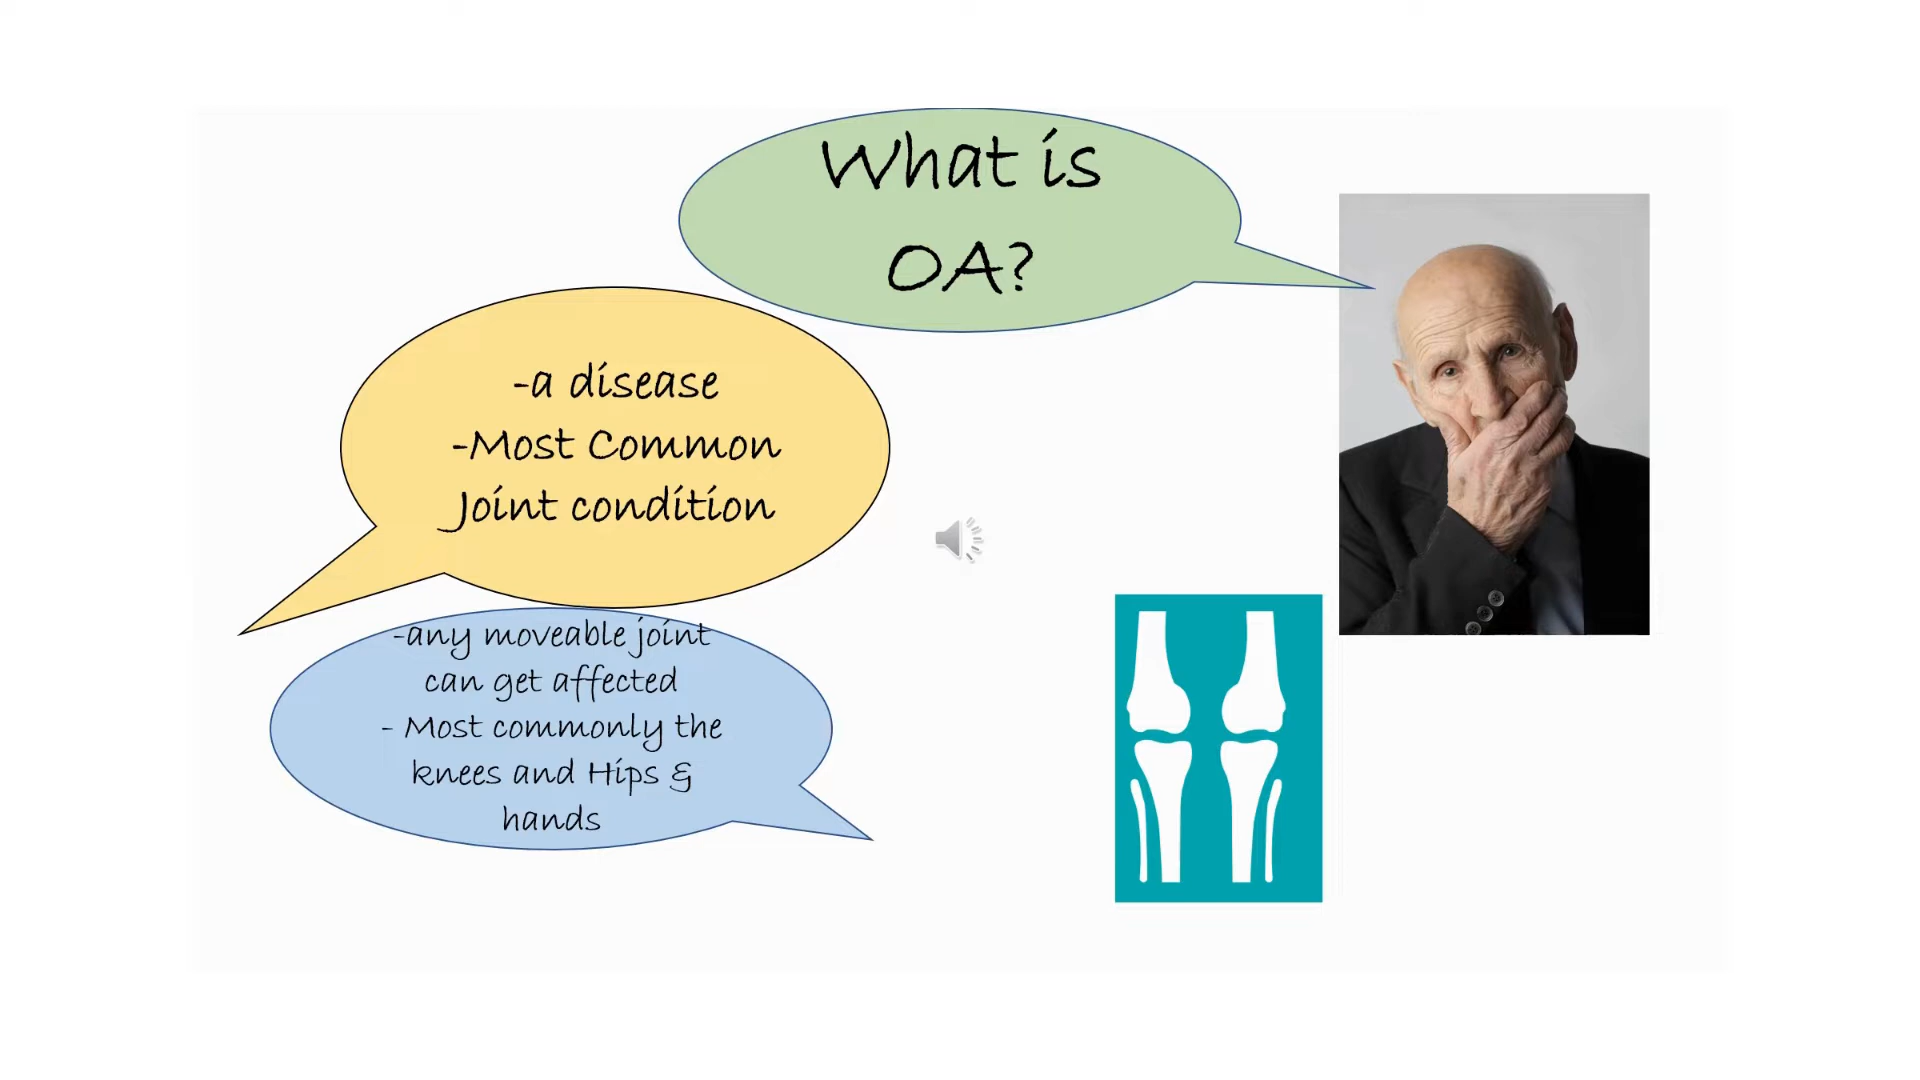 What is
OA?
-a disease
-Most Common
Joint condition
-any moveable joint
can get affected
- Most commonly the
knees and Hips &
hands